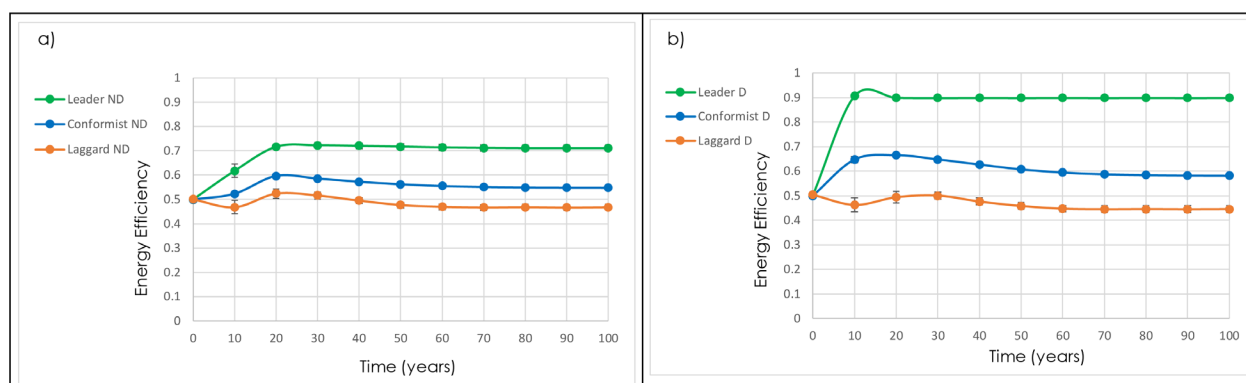 a)
Leader ND
Conformist ND
Laggard ND
Energy Efficiency
1
0.9
0.8
0.7
0.6
0.5
0.4
0.3
0.2
0.1
0
0 10 20 30 40 50 60 70 80 90 100
Time (years)
b)
Leader D
Conformist D
Laggard D
Energy Efficiency
1
0.9
0.8
0.7
0.6
0.5
0.4
0.3
0.2
0.1
0
0 10 20 30 40 50 60 70 80 90 100
Time (years)